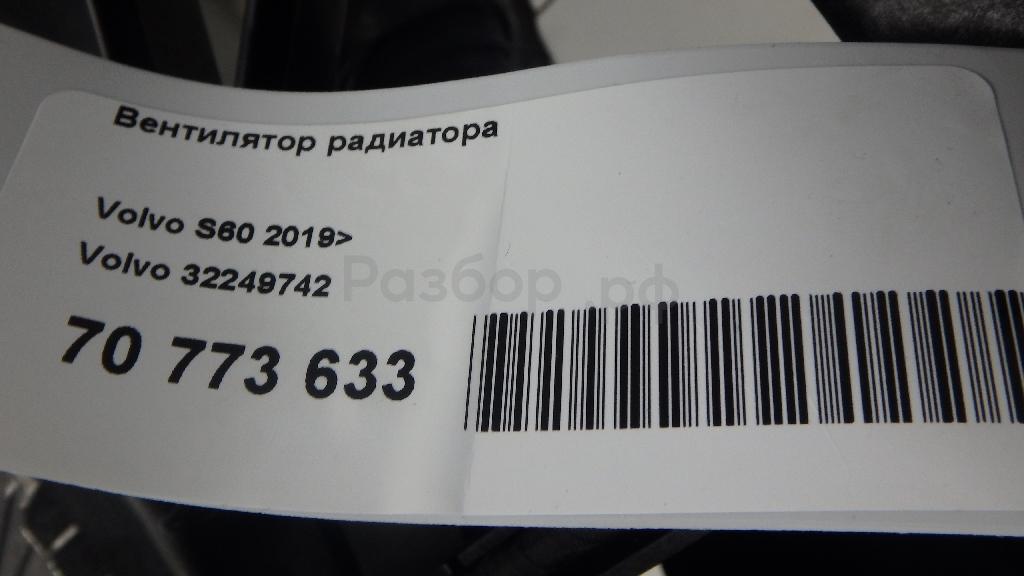 Вентилятор радиатора
Volvo S60 2019>
Volvo 32249742
Разбор.рф
70 773 633